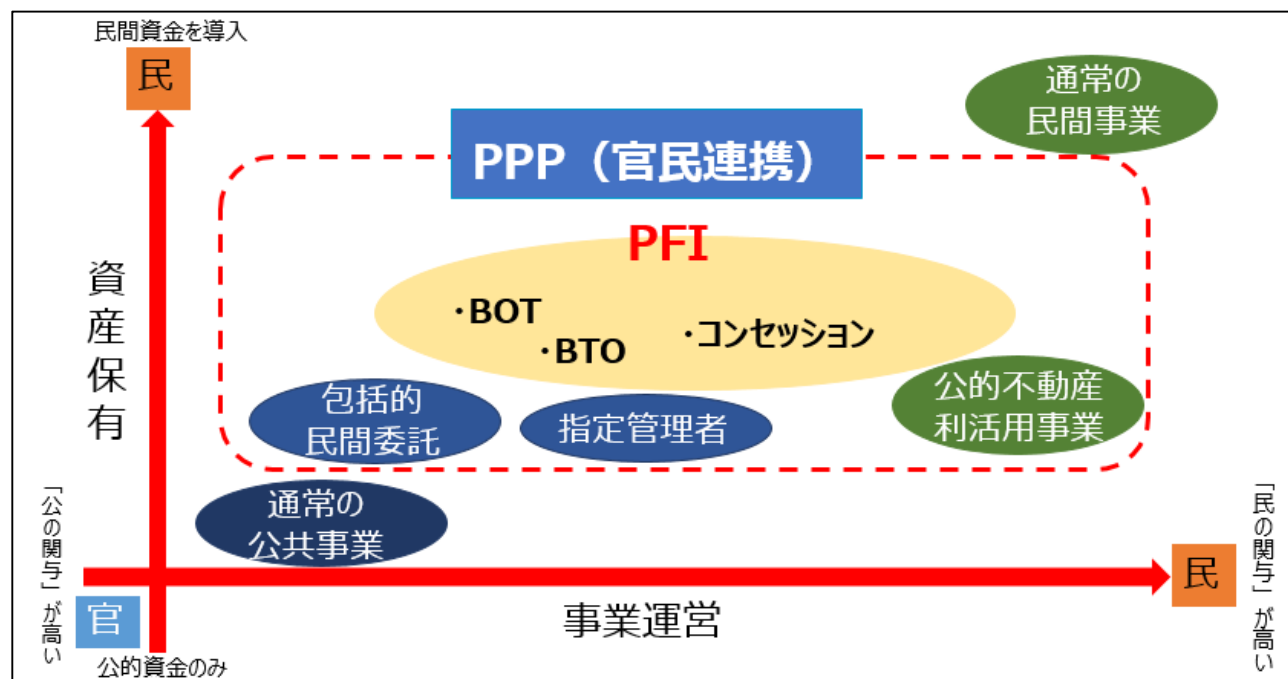 民間資金を導入
民
通常の
民間事業
PPP（官民連携）
PFI
・BOT
・BTO
・コンセッション
資産保有
包括的
民間委託
指定管理者
公的不動産
利活用事業
通常の
公共事業
「公の関与」が高い
官
公的資金のみ
事業運営
民
「民の関与」が高い